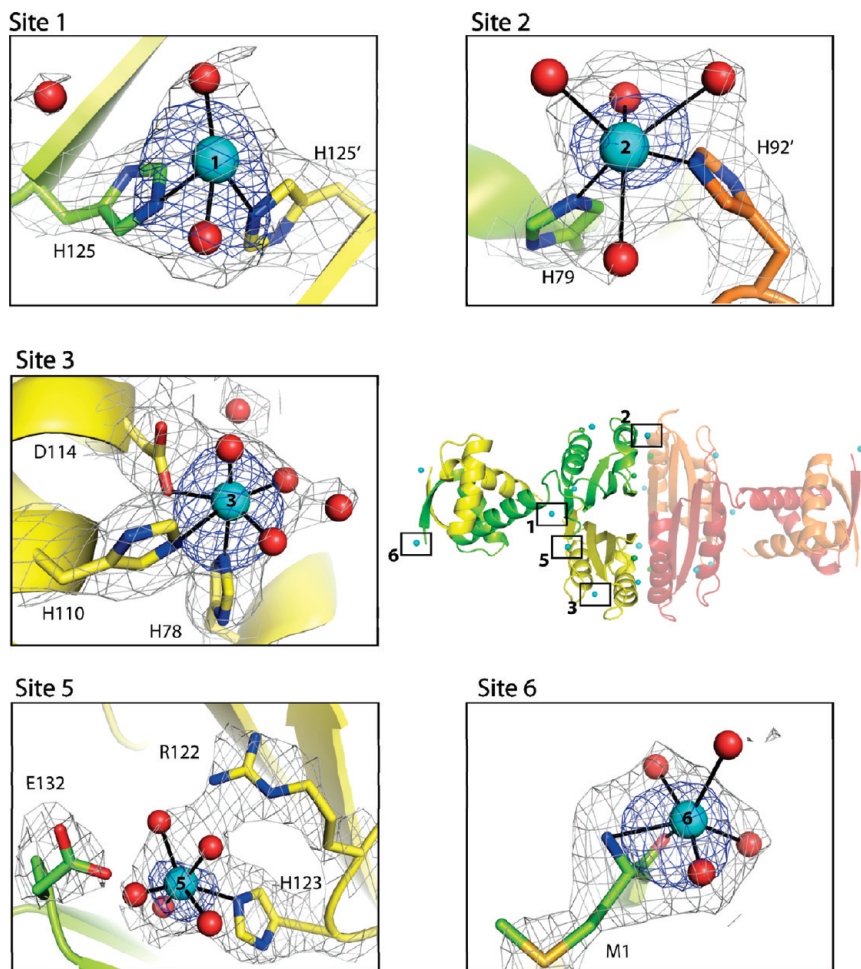 Site 1
1
H125
H125'
Site 2
2
H79
H92'
Site 3
3
D114
H110
H78
2
1
6
5
3
Site 5
E132
R122
5
H123
Site 6
6
M1